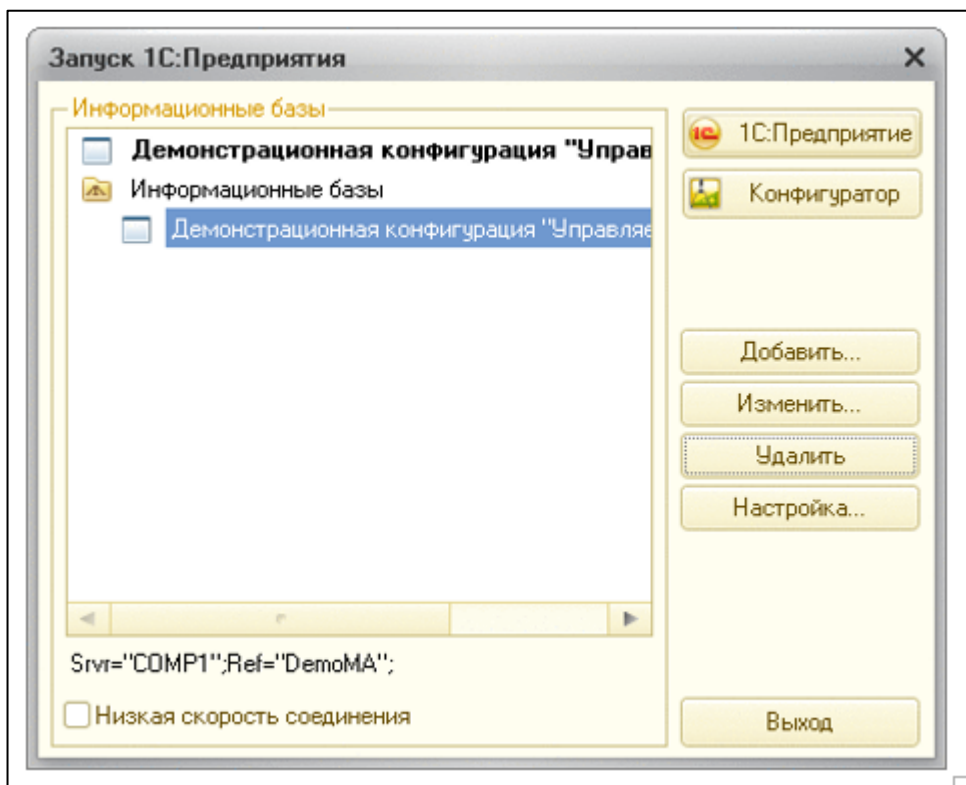 Запуск 1С:Предприятия
Информационные базы
Демонстрационная конфигурация "Управ
Информационные базы
Демонстрационная конфигурация "Управляе
Srvr="COMP1";Ref="DemoMA";
Низкая скорость соединения
1С:Предприятие
Конфигуратор
Добавить...
Изменить...
Удалить
Настройка...
Выход